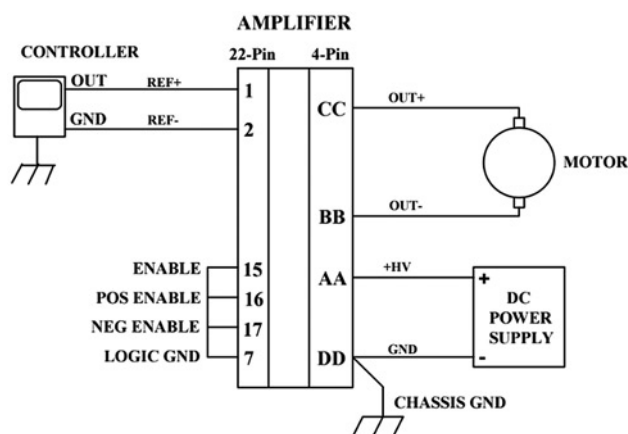 AMPLIFIER
CONTROLLER
22-Pin 4-Pin
OUT REF+ 1
GND REF- 2
CC OUT+
MOTOR
BB OUT-
ENABLE 15
POS ENABLE 16
NEG ENABLE 17
LOGIC GND 7
AA +HV +
DC
POWER
SUPPLY
DD GND -
CHASSIS GND